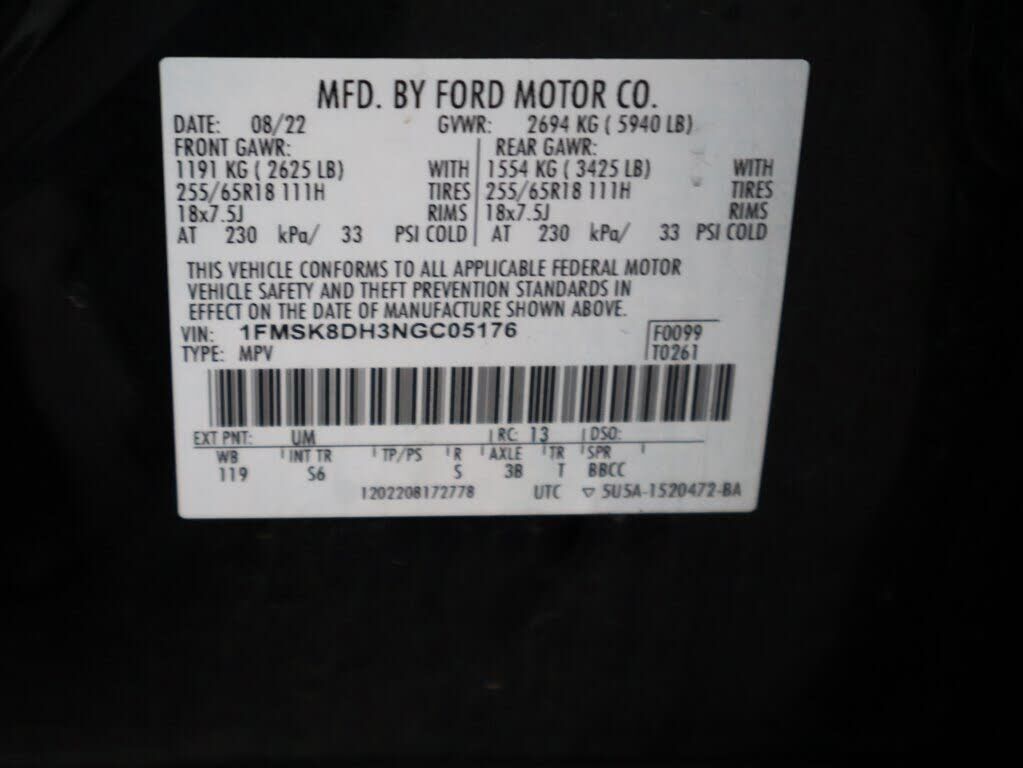 MFD. BY FORD MOTOR CO.
DATE: 08/22 GVWR: 2694 KG ( 5940 LB)
FRONT GAWR: REAR GAWR:
1191 KG ( 2625 LB) WITH 1554 KG ( 3425 LB) WITH
255/65R18 111H TIRES 255/65R18 111H TIRES
18x7.5J RIMS 18x7.5J RIMS
AT 230 kPa/ 33 PSI COLD AT 230 kPa/ 33 PSI COLD
THIS VEHICLE CONFORMS TO ALL APPLICABLE FEDERAL MOTOR
VEHICLE SAFETY AND THEFT PREVENTION STANDARDS IN
EFFECT ON THE DATE OF MANUFACTURE SHOWN ABOVE.
VIN: 1FMSK8DH3NGC05176 F0099
TYPE: MPV T0261
EXT PNT: UM RC: 13 DSO:
WB INT TR TP/PS R AXLE TR SPR
119 S6 S 3B T BBCC
1202208172778 UTC ▽ 5U5A-1520472-BA